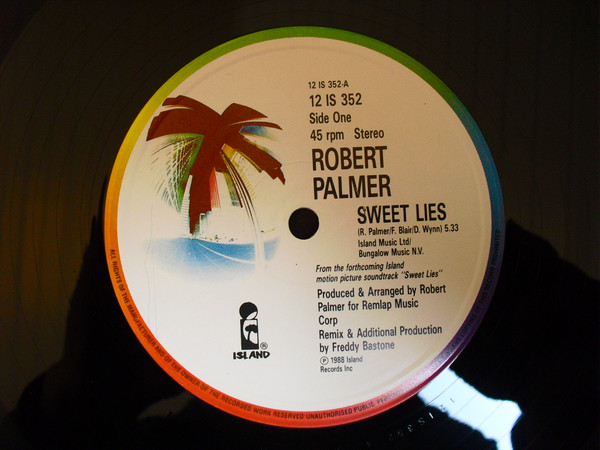 12 IS 352-A
12 IS 352
Side One
45 rpm Stereo
ROBERT
PALMER
SWEET LIES
(R. Palmer/F. Blair/D. Wynn) 5.33
Island Music Ltd/
Bungalow Music N.V.
From the forthcoming Island
motion picture soundtrack "Sweet Lies"
Produced & Arranged by Robert
Palmer for Remlap Music
Corp
Remix & Additional Production
by Freddy Bastone
℗ 1988 Island
Records Inc
ISLAND ®
ALL RIGHTS OF THE MANUFACTURER AND OF THE OWNER OF THE RECORDED WORK RESERVED UNAUTHORISED PUBLIC